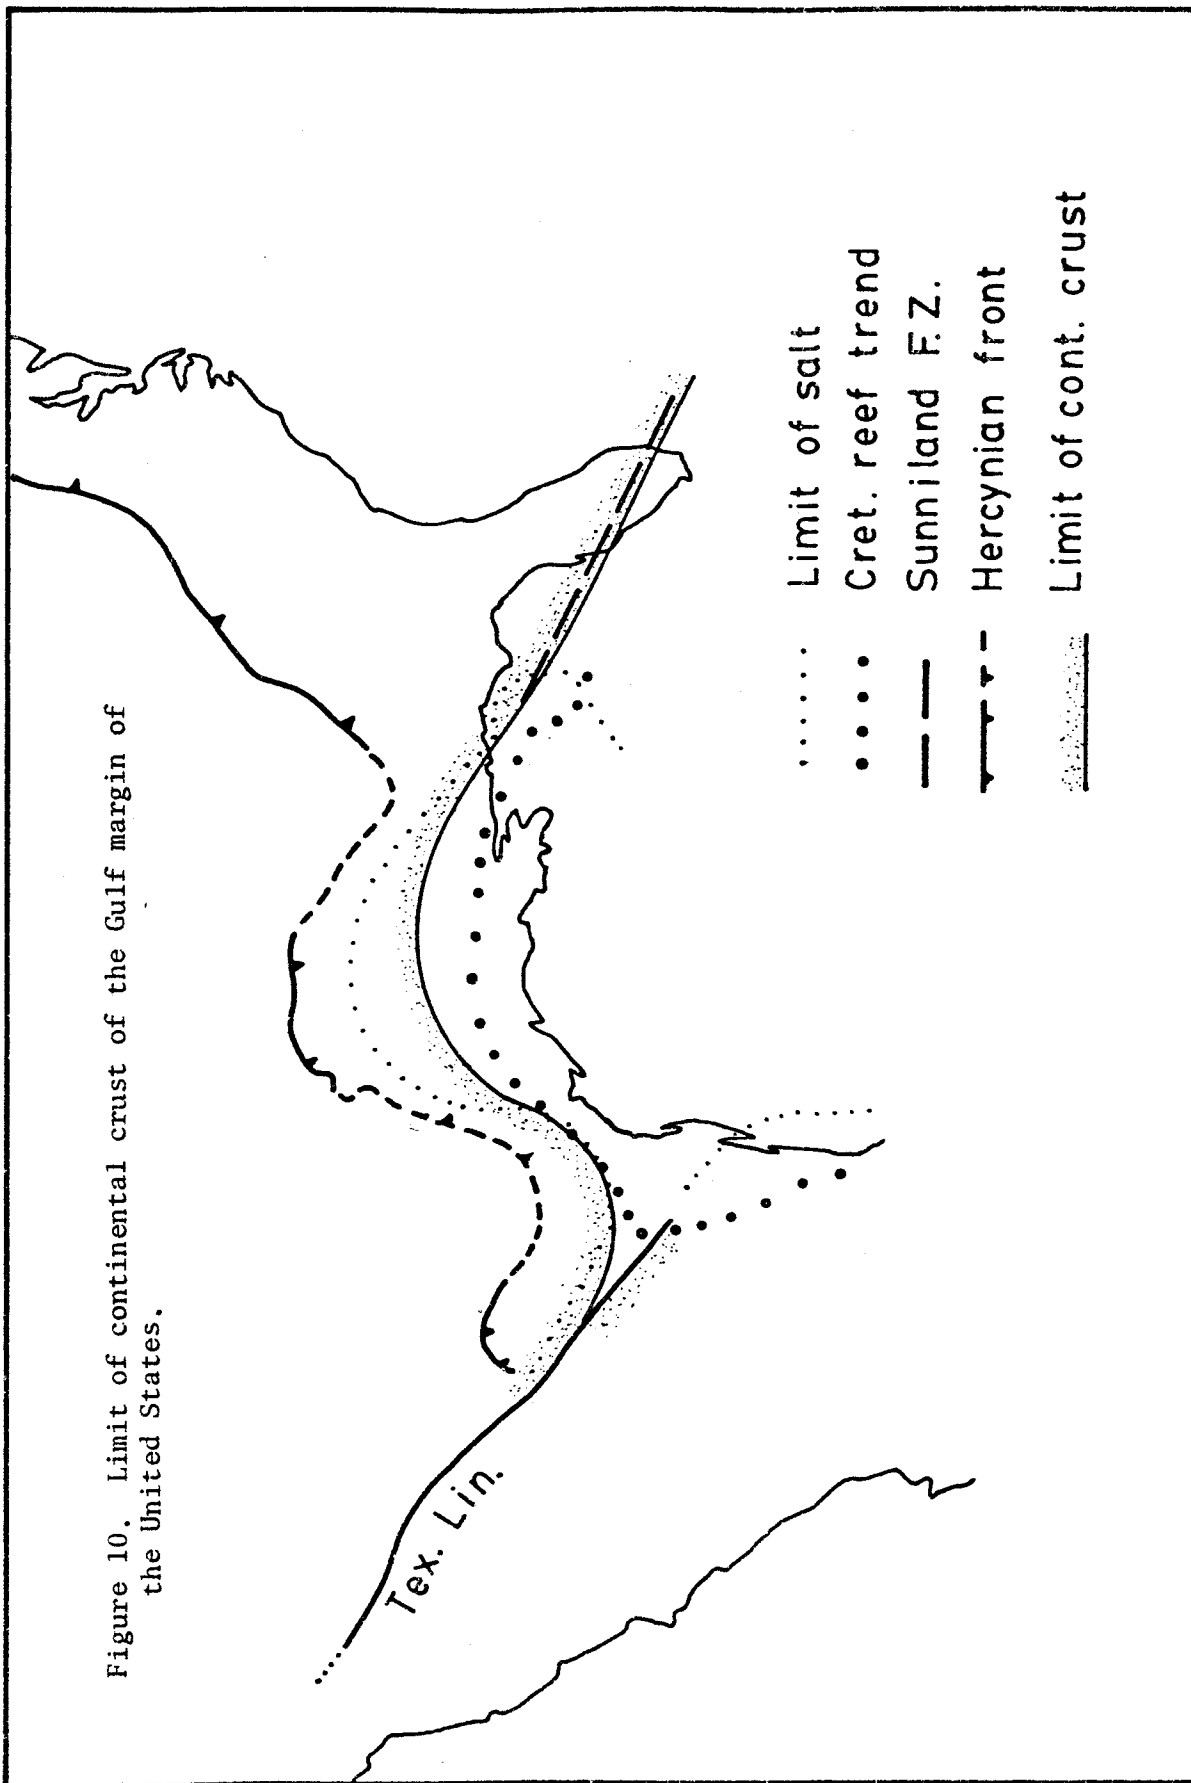 Figure 10. Limit of continental crust of the Gulf margin of
the United States.
Tex. Lin.
Limit of salt
Cret. reef trend
Sunniland F.Z.
Hercynian front
Limit of cont. crust